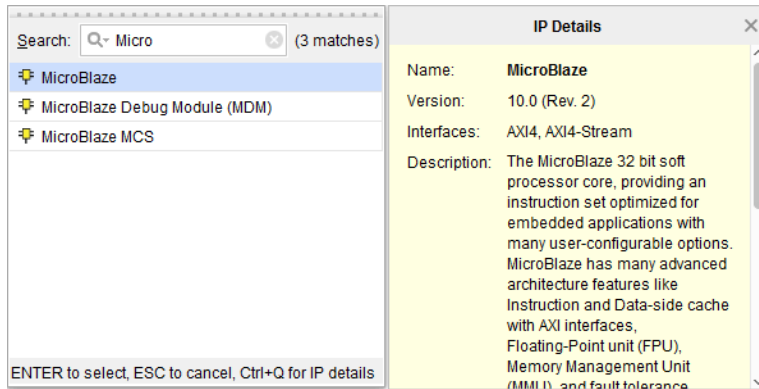 Search: Micro (3 matches)
MicroBlaze
MicroBlaze Debug Module (MDM)
MicroBlaze MCS
ENTER to select, ESC to cancel, Ctrl+Q for IP details
IP Details
Name: MicroBlaze
Version: 10.0 (Rev. 2)
Interfaces: AXI4, AXI4-Stream
Description: The MicroBlaze 32 bit soft
processor core, providing an
instruction set optimized for
embedded applications with
many user-configurable options.
MicroBlaze has many advanced
architecture features like
Instruction and Data-side cache
with AXI interfaces,
Floating-Point unit (FPU),
Memory Management Unit
(MMU), and fault tolerance